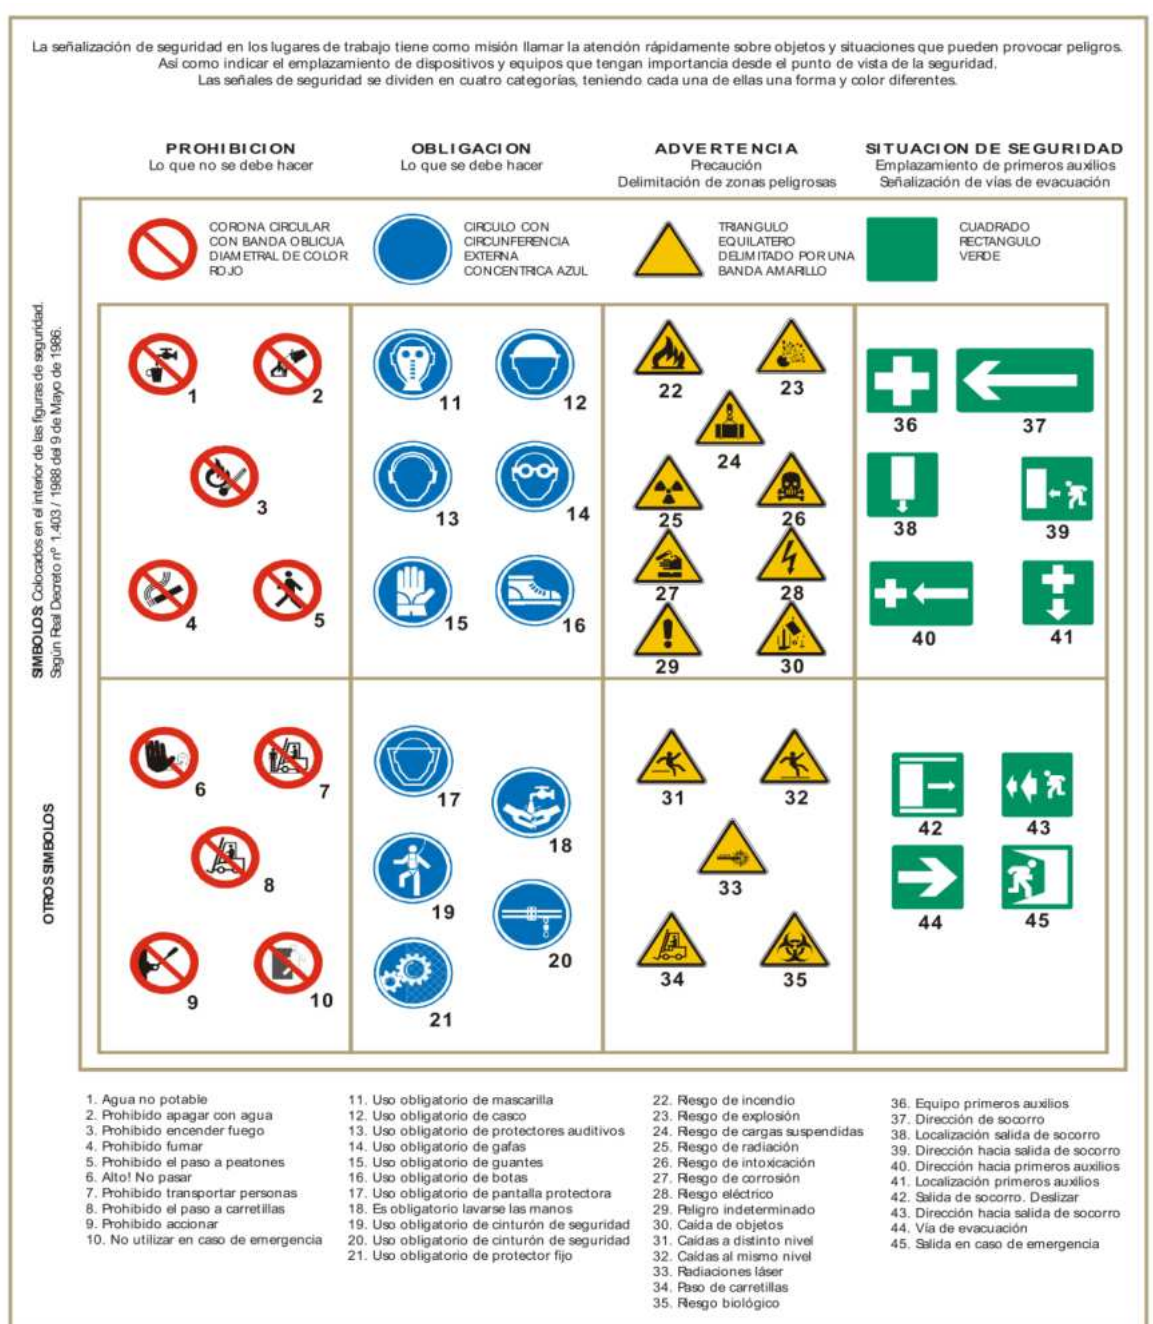 La señalización de seguridad en los lugares de trabajo tiene como misión llamar la atención rápidamente sobre objetos y situaciones que pueden provocar peligros.
Así como indicar el emplazamiento de dispositivos y equipos que tengan importancia desde el punto de vista de la seguridad.
Las señales de seguridad se dividen en cuatro categorías, teniendo cada una de ellas una forma y color diferentes.
PROHIBICION
Lo que no se debe hacer
OBLIGACION
Lo que se debe hacer
ADVERTENCIA
Precaución
Delimitación de zonas peligrosas
SITUACION DE SEGURIDAD
Emplazamiento de primeros auxilios
Señalización de vías de evacuación
CORONA CIRCULAR
CON BANDA OBLICUA
DIAMETRAL DE COLOR
ROJO
CIRCULO CON
CIRCUNFERENCIA
EXTERNA
CONCENTRICA AZUL
TRIANGULO
EQUILATERO
DELIMITADO POR UNA
BANDA AMARILLO
CUADRADO
RECTANGULO
VERDE
SIMBOLOS: Colocados en el interior de las figuras de seguridad.
Según Real Decreto nº 1.403 / 1988 del 9 de Mayo de 1986.
1
2
3
4
5
11
12
13
14
15
16
22
23
24
25
26
27
28
29
30
36
37
38
39
40
41
OTROS SIMBOLOS
6
7
8
9
10
17
18
19
20
21
31
32
33
34
35
42
43
44
45
1. Agua no potable
2. Prohibido apagar con agua
3. Prohibido encender fuego
4. Prohibido fumar
5. Prohibido el paso a peatones
6. Alto! No pasar
7. Prohibido transportar personas
8. Prohibido el paso a carretillas
9. Prohibido accionar
10. No utilizar en caso de emergencia
11. Uso obligatorio de mascarilla
12. Uso obligatorio de casco
13. Uso obligatorio de protectores auditivos
14. Uso obligatorio de gafas
15. Uso obligatorio de guantes
16. Uso obligatorio de botas
17. Uso obligatorio de pantalla protectora
18. Es obligatorio lavarse las manos
19. Uso obligatorio de cinturón de seguridad
20. Uso obligatorio de cinturón de seguridad
21. Uso obligatorio de protector fijo
22. Riesgo de incendio
23. Riesgo de explosión
24. Riesgo de cargas suspendidas
25. Riesgo de radiación
26. Riesgo de intoxicación
27. Riesgo de corrosión
28. Riesgo eléctrico
29. Peligro indeterminado
30. Caída de objetos
31. Caídas a distinto nivel
32. Caídas al mismo nivel
33. Radiaciones láser
34. Paso de carretillas
35. Riesgo biológico
36. Equipo primeros auxilios
37. Dirección de socorro
38. Localización salida de socorro
39. Dirección hacia salida de socorro
40. Dirección hacia primeros auxilios
41. Localización primeros auxilios
42. Salida de socorro. Deslizar
43. Dirección hacia salida de socorro
44. Vía de evacuación
45. Salida en caso de emergencia